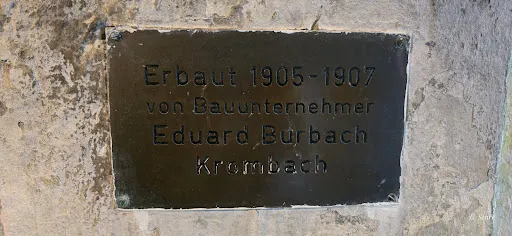 Erbaut 1905-1907
von Bauunternehmer
Eduard Burbach
Krombach